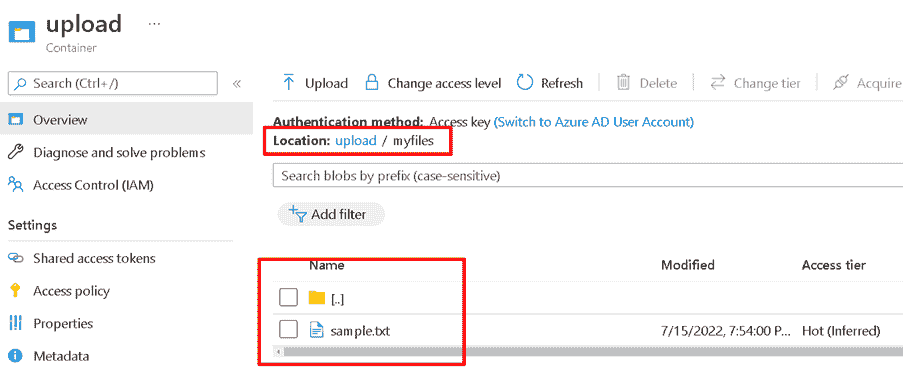 upload ...
Container
Search (Ctrl+/) «
Overview
Diagnose and solve problems
Access Control (IAM)
Settings
Shared access tokens
Access policy
Properties
Metadata
Upload Change access level Refresh Delete Change tier Acquire
Authentication method: Access key (Switch to Azure AD User Account)
Location: upload / myfiles
Search blobs by prefix (case-sensitive)
Add filter
Name Modified Access tier
[..]
sample.txt 7/15/2022, 7:54:00 P... Hot (Inferred)